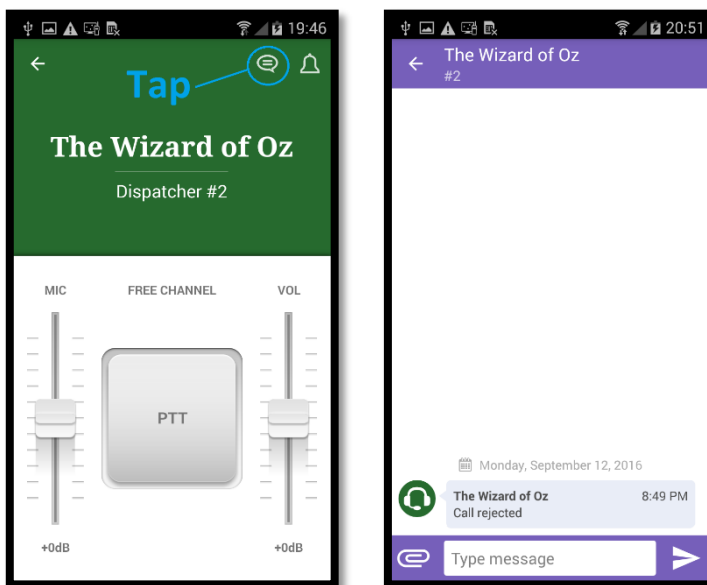 19:46
Tap
The Wizard of Oz
Dispatcher #2
MIC
FREE CHANNEL
VOL
PTT
+0dB
+0dB
20:51
The Wizard of Oz
#2
Monday, September 12, 2016
The Wizard of Oz 8:49 PM
Call rejected
Type message